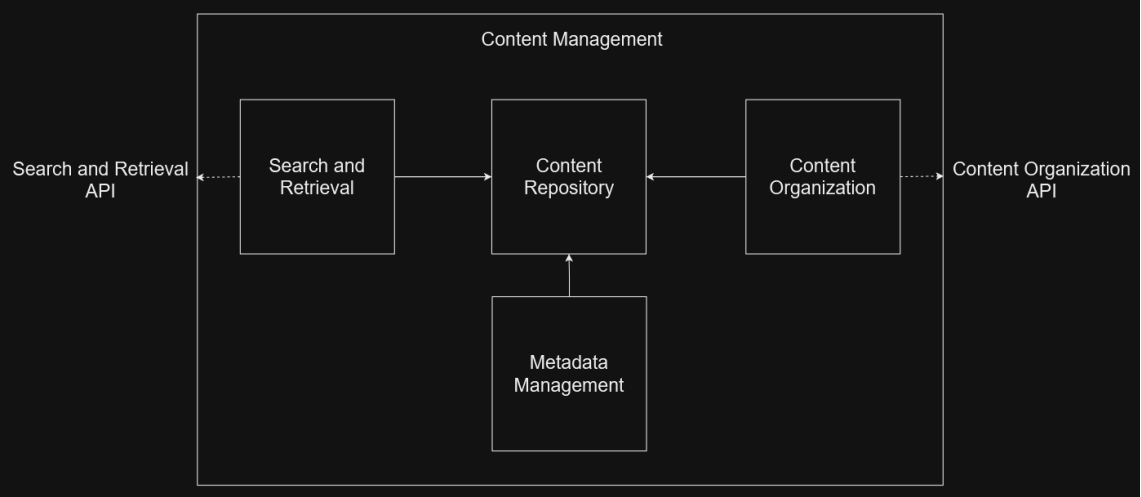 Content Management
Search and Retrieval
API
Search and
Retrieval
Content
Repository
Content
Organization
Content Organization
API
Metadata
Management